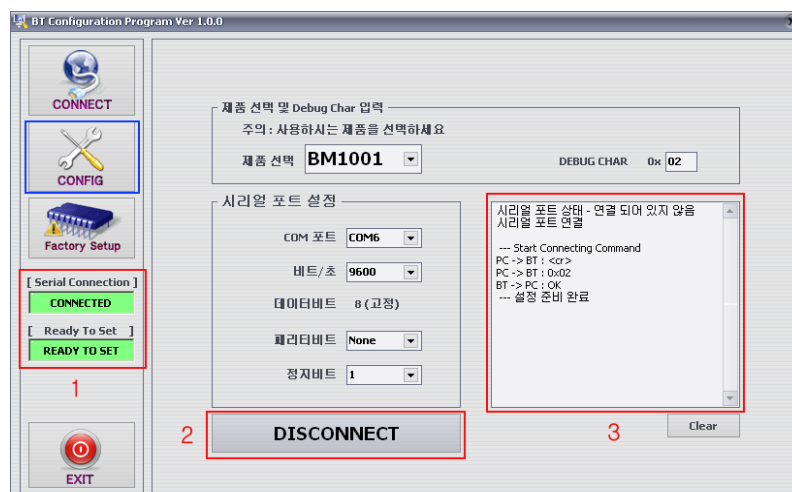 BT Configuration Program Ver 1.0.0
CONNECT
CONFIG
Factory Setup
[ Serial Connection ]
CONNECTED
[ Ready To Set ]
READY TO SET
1
EXIT
제품 선택 및 Debug Char 입력
주의 : 사용하시는 제품을 선택하세요
제품 선택 BM1001
DEBUG CHAR 0x 02
시리얼 포트 설정
COM 포트 COM6
비트/초 9600
데이터비트 8 (고정)
패리티비트 None
정지비트 1
2
DISCONNECT
시리얼 포트 상태 - 연결 되어 있지 않음
시리얼 포트 연결
--- Start Connecting Command
PC -> BT : <cr>
PC -> BT : 0x02
BT -> PC : OK
--- 설정 준비 완료
3
Clear